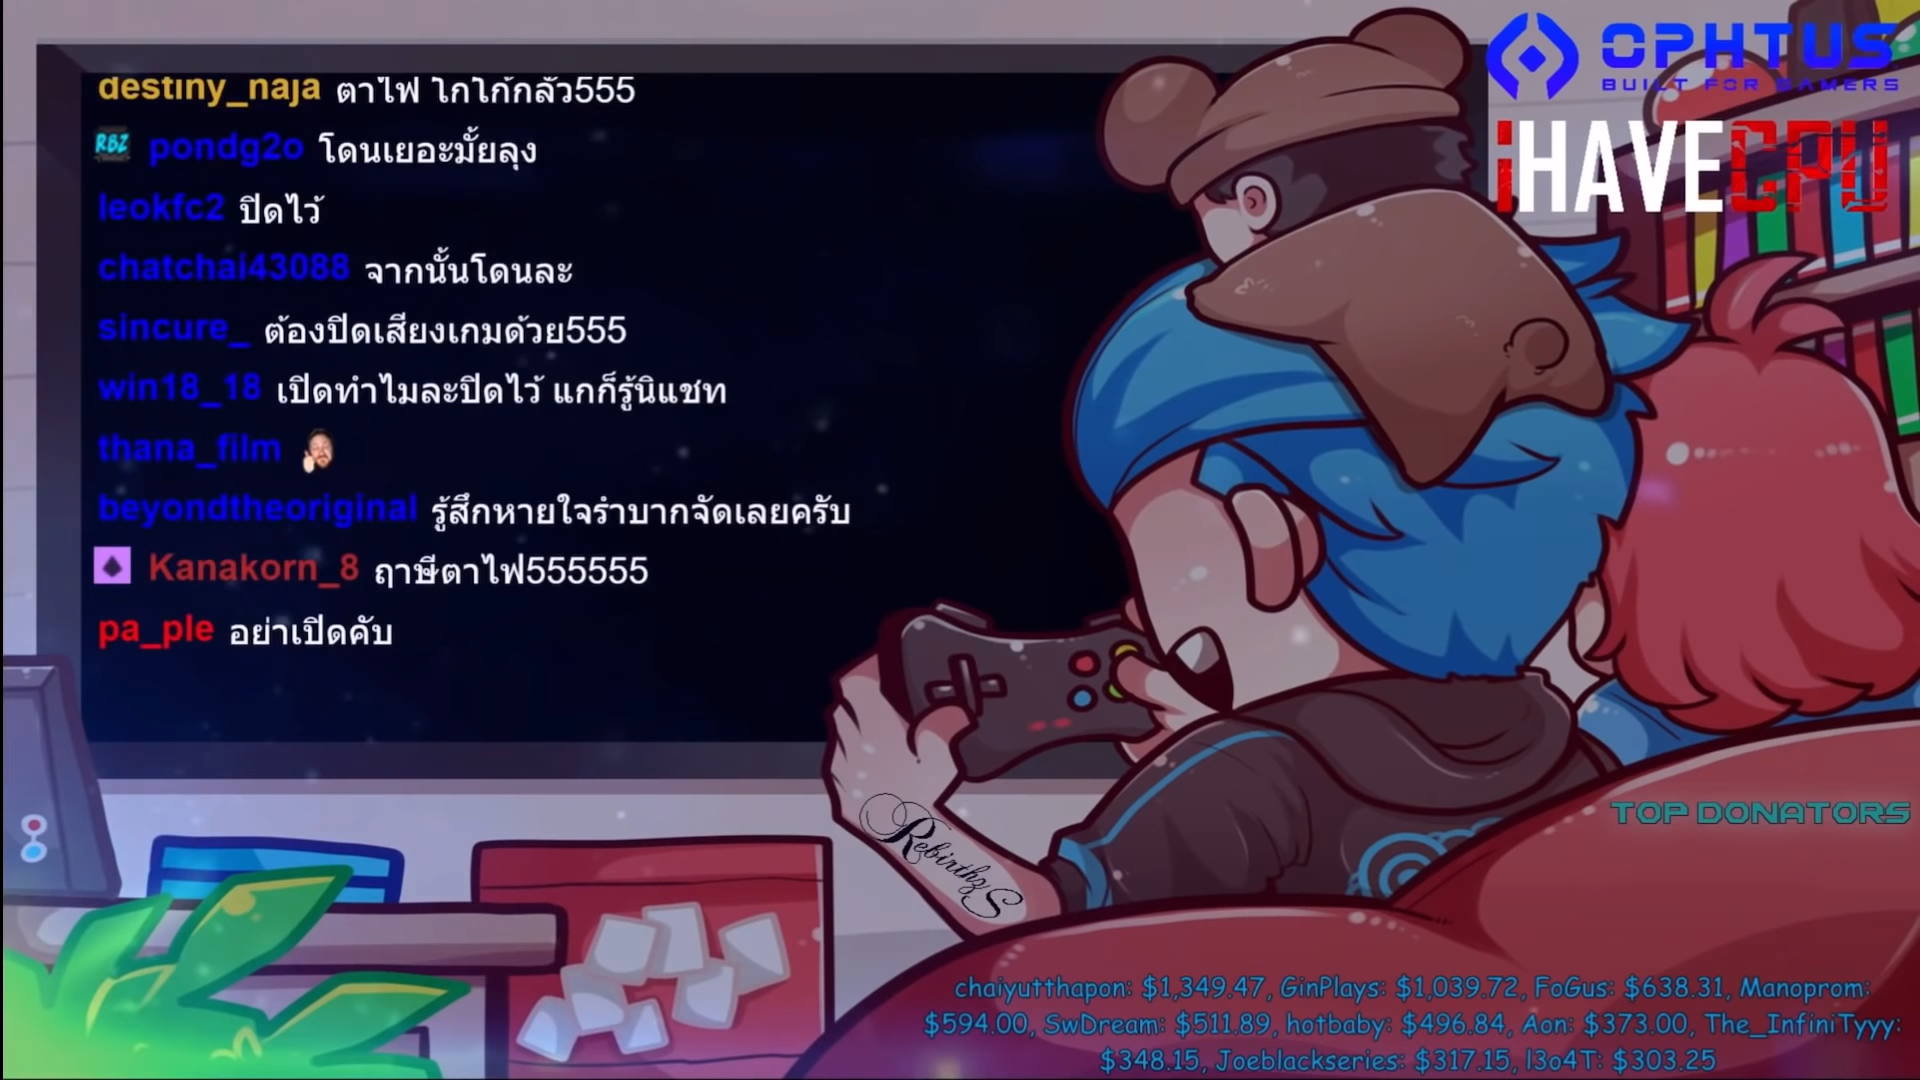 destiny_naja ตาไฟ โกโก้กลัว555
RBZ pondg2o โดนเยอะมั้ยลุง
leokfc2 ปิดไว้
chatchai43088 จากนั้นโดนละ
sincure_ ต้องปิดเสียงเกมด้วย555
win18_18 เปิดทำไมละปิดไว้ แกก็รู้นิแชท
thana_film
beyondtheoriginal รู้สึกหายใจรำบากจัดเลยครับ
Kanakorn_8 ฤาษีตาไฟ555555
pa_ple อย่าเปิดคับ
OPHTUS
BUILT FOR GAMERS
iHAVECPU
RebirthzS
TOP DONATORS
chaiyutthapon: $1,349.47, GinPlays: $1,039.72, FoGus: $638.31, Manoprom:
$594.00, SwDream: $511.89, hotbaby: $496.84, Aon: $373.00, The_InfiniTyyy:
$348.15, Joeblackseries: $317.15, l3o4T: $303.25